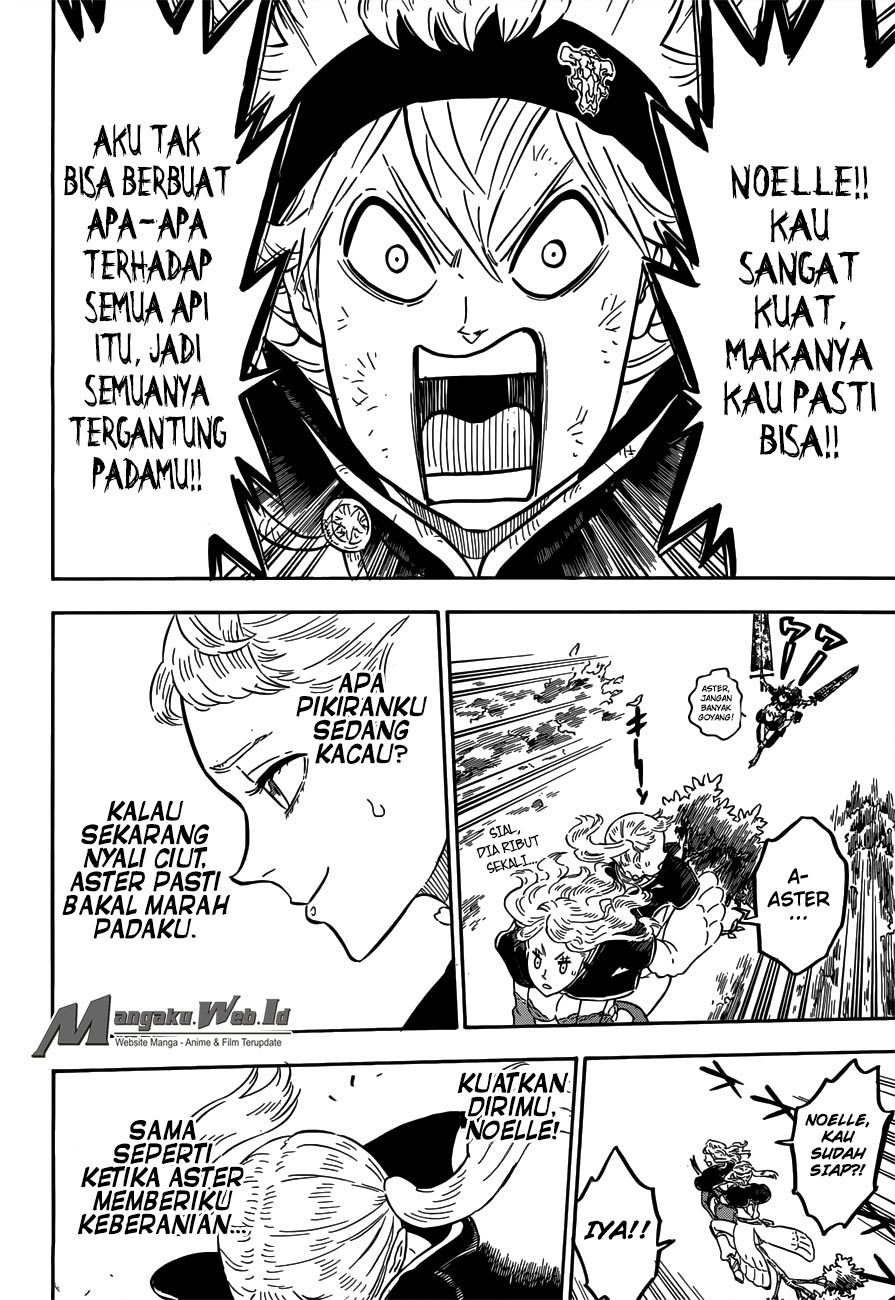 NOELLE!!
KAU
SANGAT
KUAT,
MAKANYA
KAU PASTI
BISA!!
AKU TAK
BISA BERBUAT
APA-APA
TERHADAP
SEMUA API
ITU, JADI
SEMUANYA
TERGANTUNG
PADAMU!!
ワ ワ
ASTER,
JANGAN
BANYAK
GOYANG!
A-
ASTER
...
SIAL,
DIA RIBUT
SEKALI...
APA
PIKIRANKU
SEDANG
KACAU?
KALAU
SEKARANG
NYALI CIUT,
ASTER PASTI
BAKAL MARAH
PADAKU.
Mangaku.Web.Id
Website Manga - Anime & Film Terupdate
NOELLE,
KAU
SUDAH
SIAP?!
IYA!!
KUATKAN
DIRIMU,
NOELLE!
SAMA
SEPERTI
KETIKA ASTER
MEMBERIKU
KEBERANIAN...